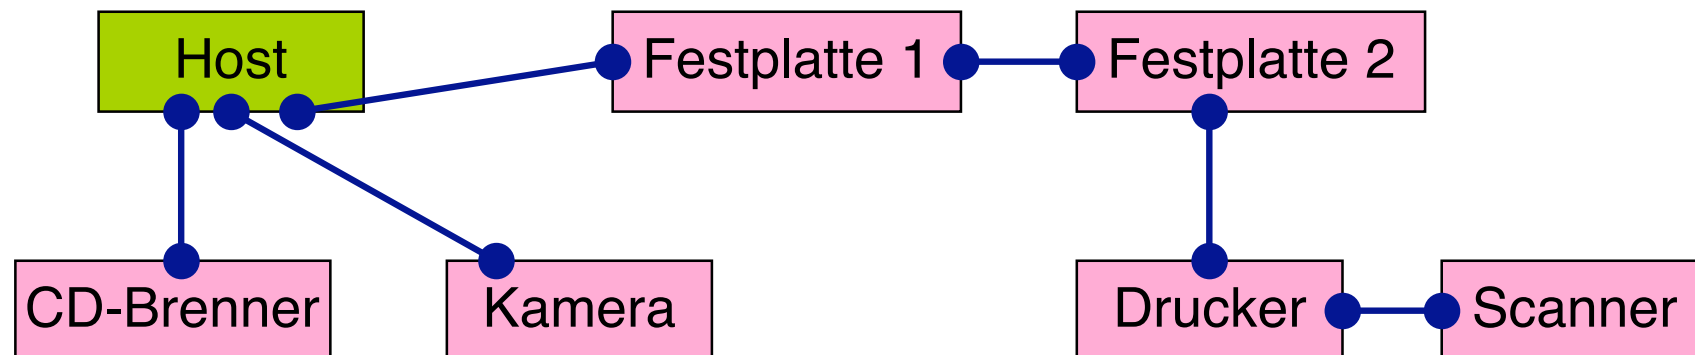 Host
Festplatte 1
Festplatte 2
CD-Brenner
Kamera
Drucker
Scanner